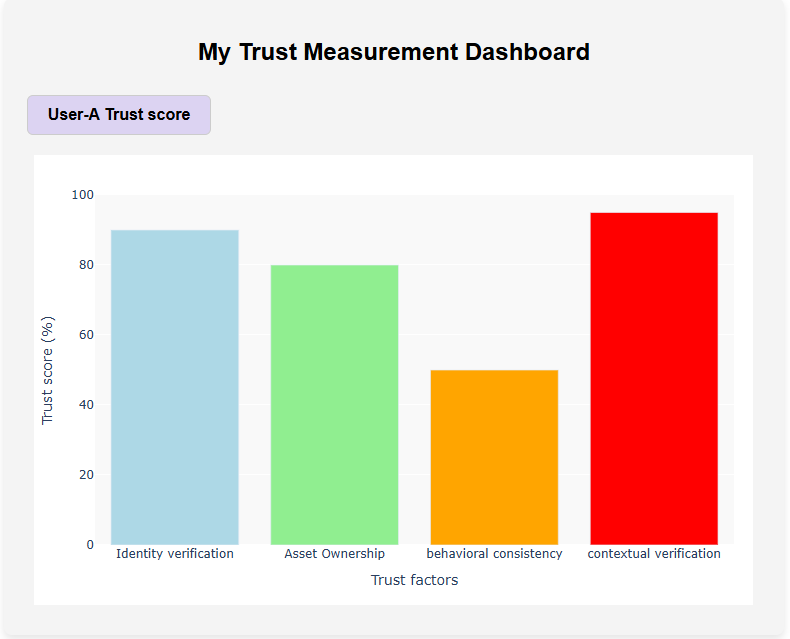 My Trust Measurement Dashboard
User-A Trust score
100
80
60
40
20
0
Trust score (%)
Identity verification
Asset Ownership
behavioral consistency
contextual verification
Trust factors